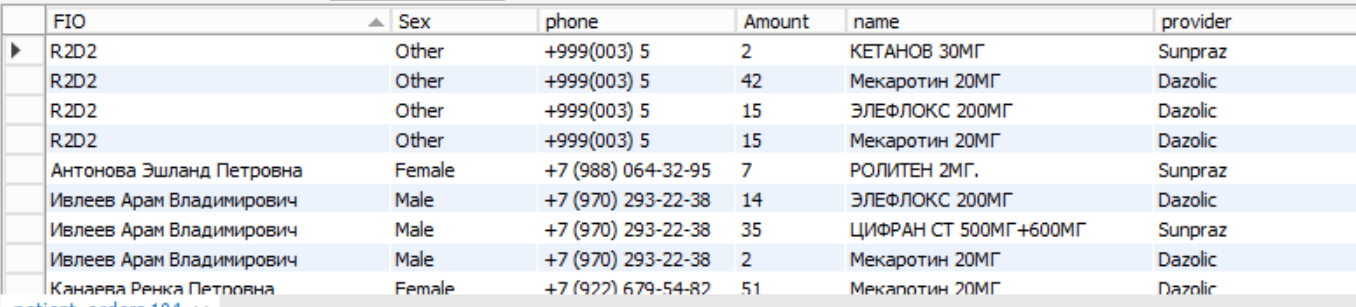 FIO Sex phone Amount name provider
R2D2 Other +999(003) 5 2 КЕТАНОВ 30МГ Sunpraz
R2D2 Other +999(003) 5 42 Мекаротин 20МГ Dazolic
R2D2 Other +999(003) 5 15 ЭЛЕФЛОКС 200МГ Dazolic
R2D2 Other +999(003) 5 15 Мекаротин 20МГ Dazolic
Антонова Эшланд Петровна Female +7 (988) 064-32-95 7 РОЛИТЕН 2МГ. Sunpraz
Ивлеев Арам Владимирович Male +7 (970) 293-22-38 14 ЭЛЕФЛОКС 200МГ Dazolic
Ивлеев Арам Владимирович Male +7 (970) 293-22-38 35 ЦИФРАН СТ 500МГ+600МГ Sunpraz
Ивлеев Арам Владимирович Male +7 (970) 293-22-38 2 Мекаротин 20МГ Dazolic
Канаева Ренка Петровна Female +7 (922) 679-54-82 51 Мекаротин 20МГ Dazolic